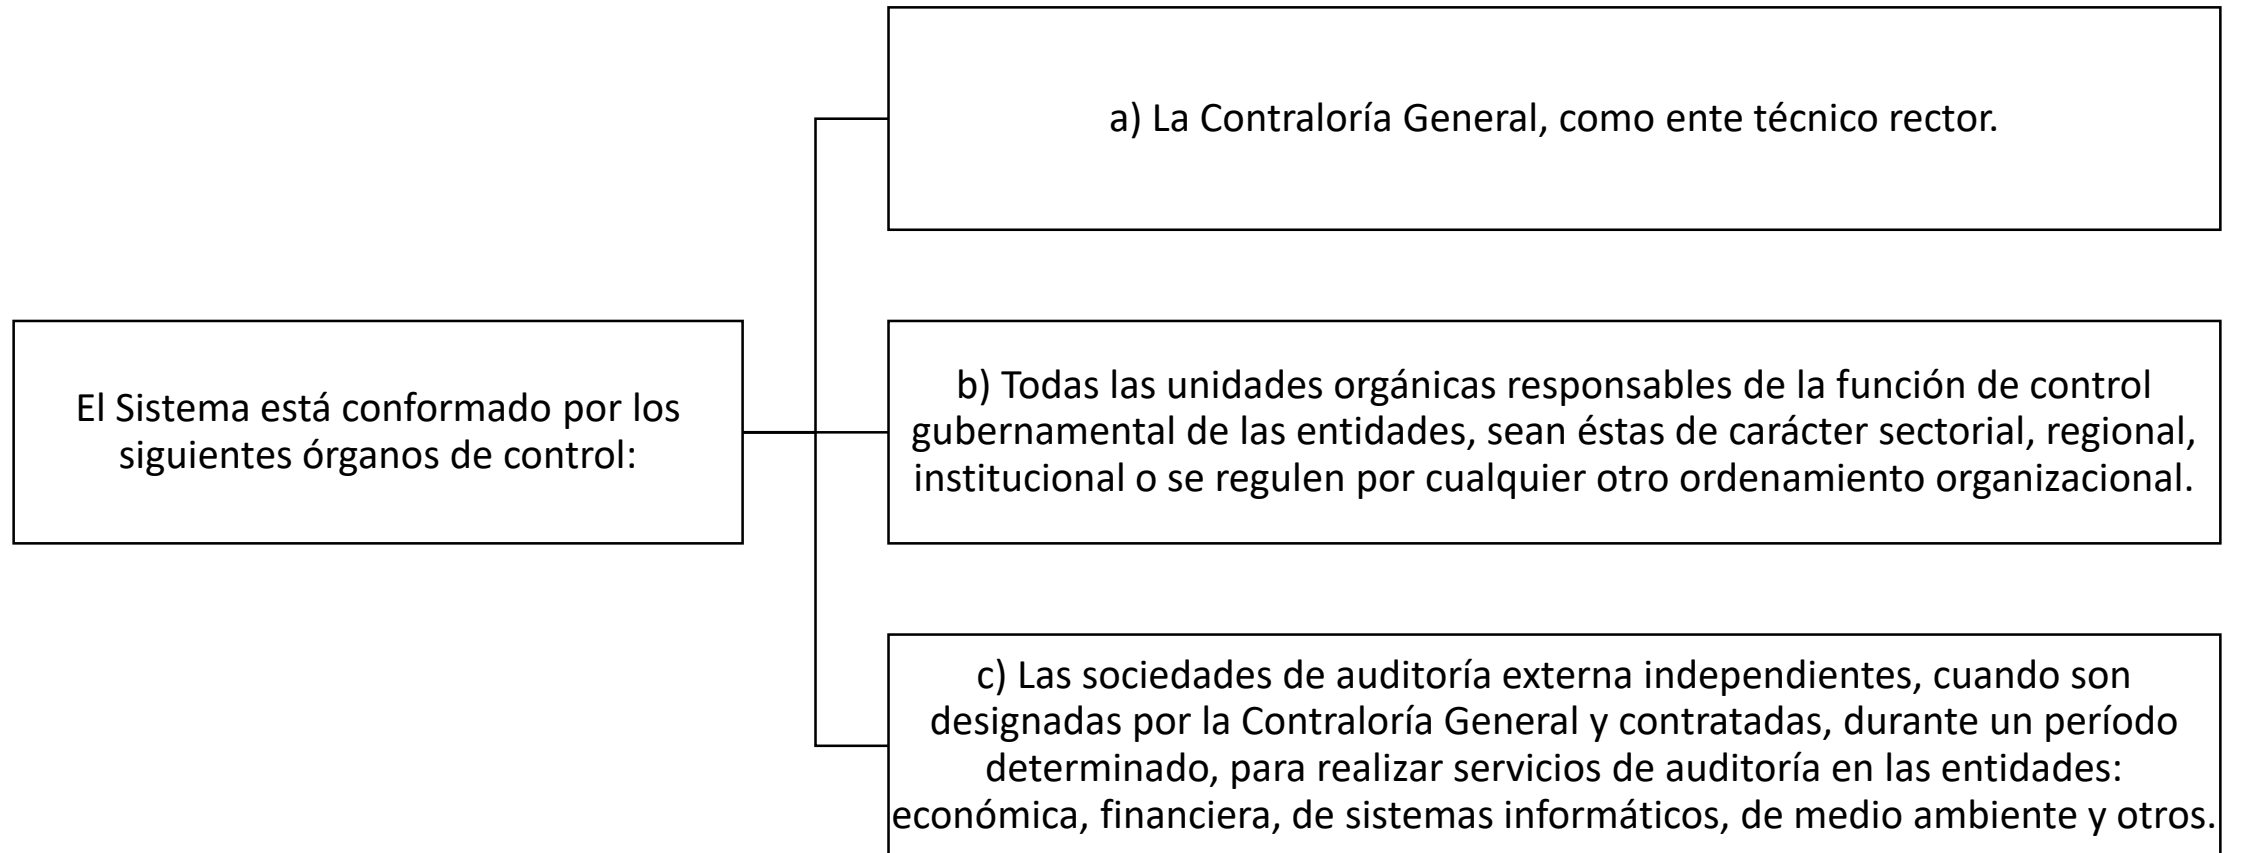 El Sistema está conformado por los
siguientes órganos de control:
a) La Contraloría General, como ente técnico rector.
b) Todas las unidades orgánicas responsables de la función de control
gubernamental de las entidades, sean éstas de carácter sectorial, regional,
institucional o se regulen por cualquier otro ordenamiento organizacional.
c) Las sociedades de auditoría externa independientes, cuando son
designadas por la Contraloría General y contratadas, durante un período
determinado, para realizar servicios de auditoría en las entidades:
económica, financiera, de sistemas informáticos, de medio ambiente y otros.